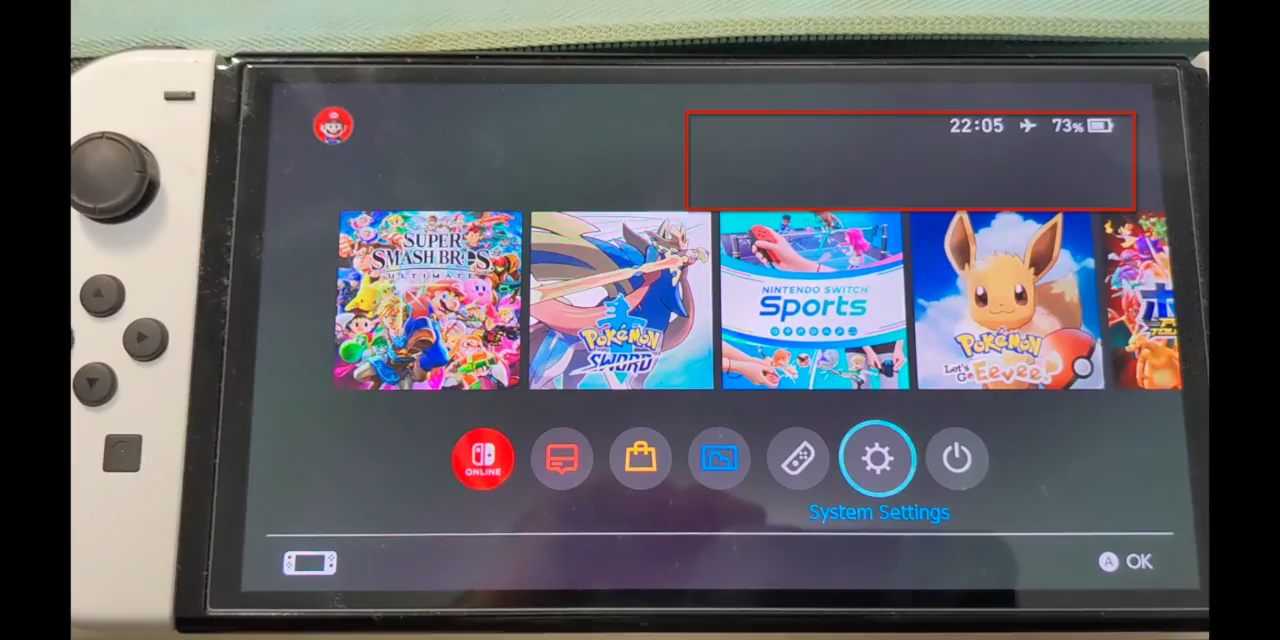 22:05 73%
SUPER
SMASH BROS.
ULTIMATE
POKÉMON
SWORD
NINTENDO SWITCH
Sports
POKÉMON
Let's Go
Eevee!
ONLINE
System Settings
A OK